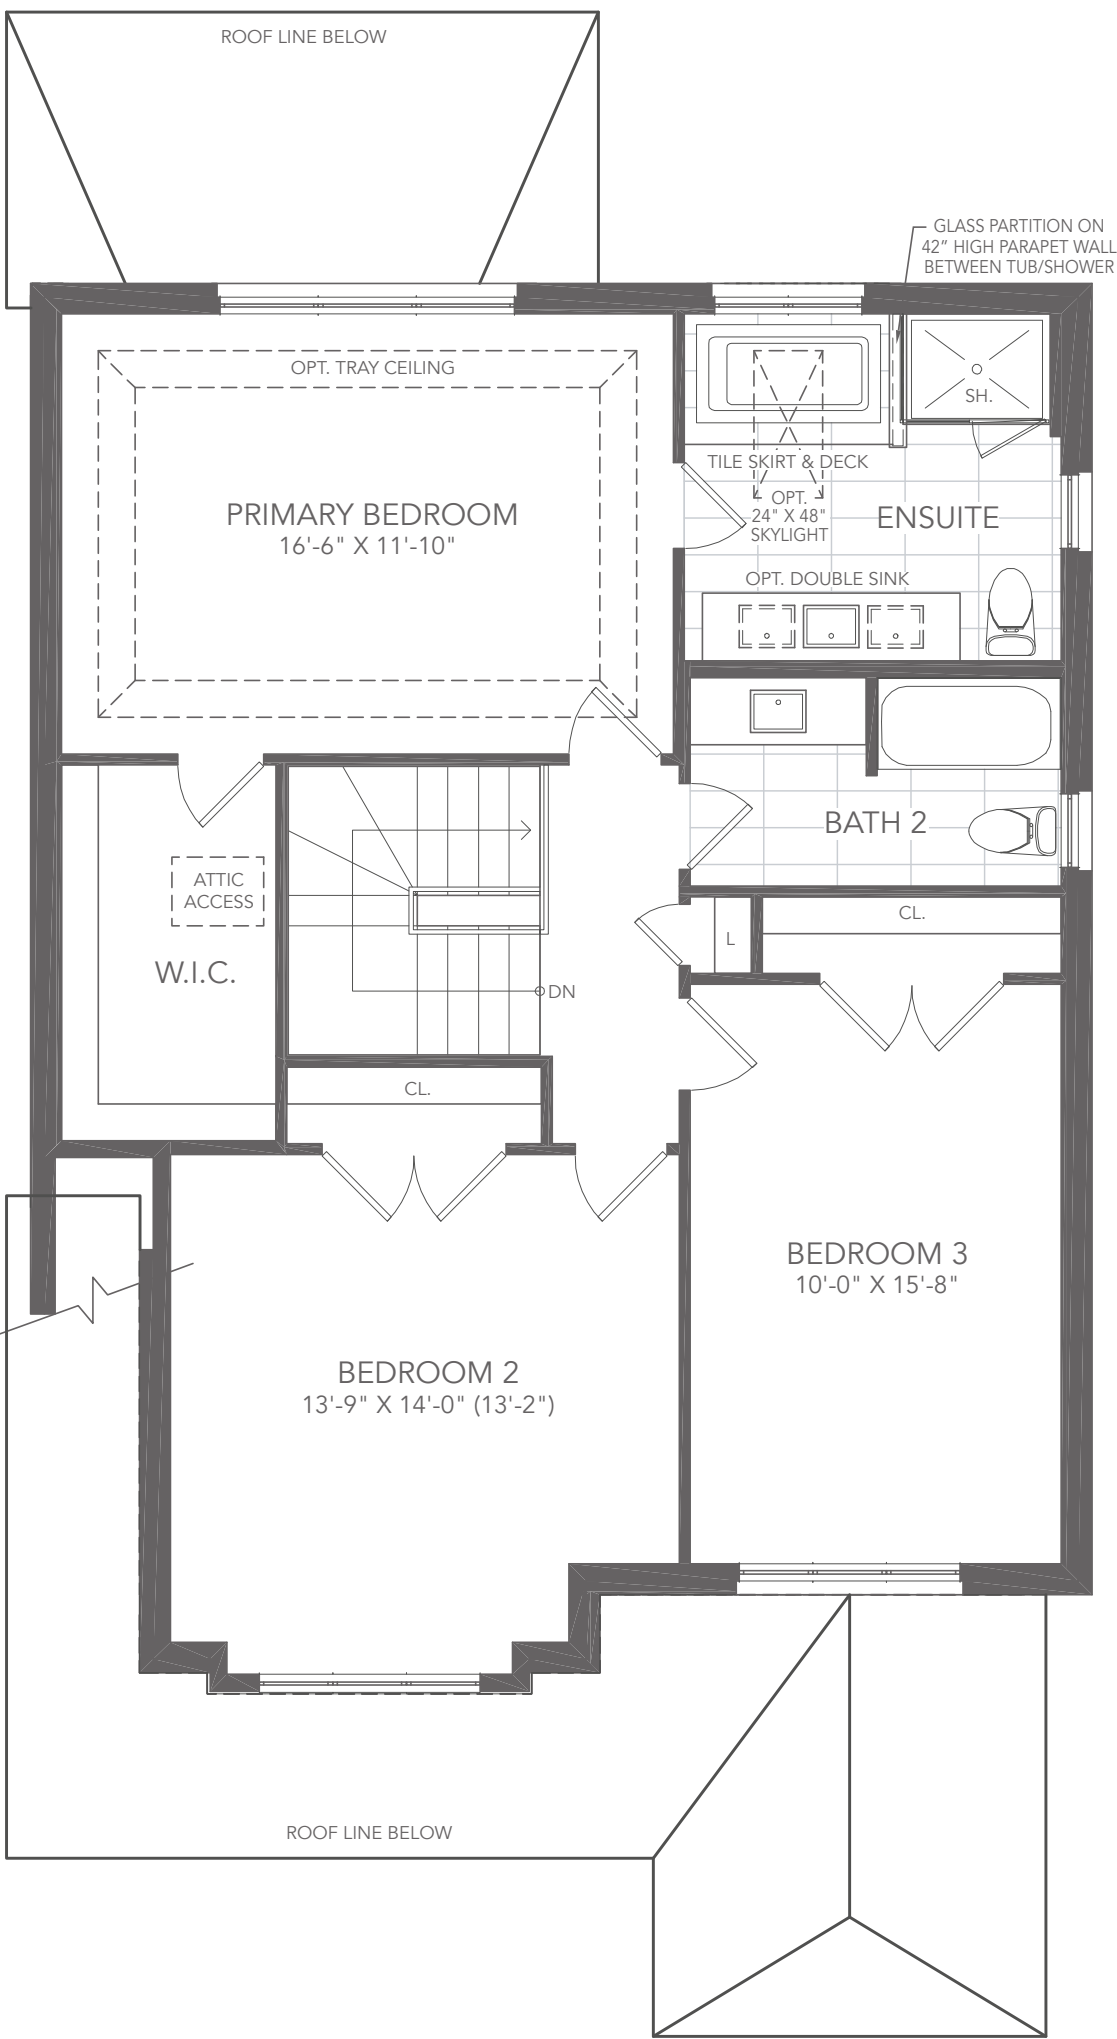 ROOF LINE BELOW
GLASS PARTITION ON
42” HIGH PARAPET WALL
BETWEEN TUB/SHOWER
OPT. TRAY CEILING
SH.
TILE SKIRT & DECK
PRIMARY BEDROOM
16'-6" X 11'-10"
OPT.
24" X 48"
SKYLIGHT
ENSUITE
OPT. DOUBLE SINK
BATH 2
ATTIC
ACCESS
CL.
L
W.I.C.
DN
CL.
BEDROOM 3
10'-0" X 15'-8"
BEDROOM 2
13'-9" X 14'-0" (13'-2")
ROOF LINE BELOW